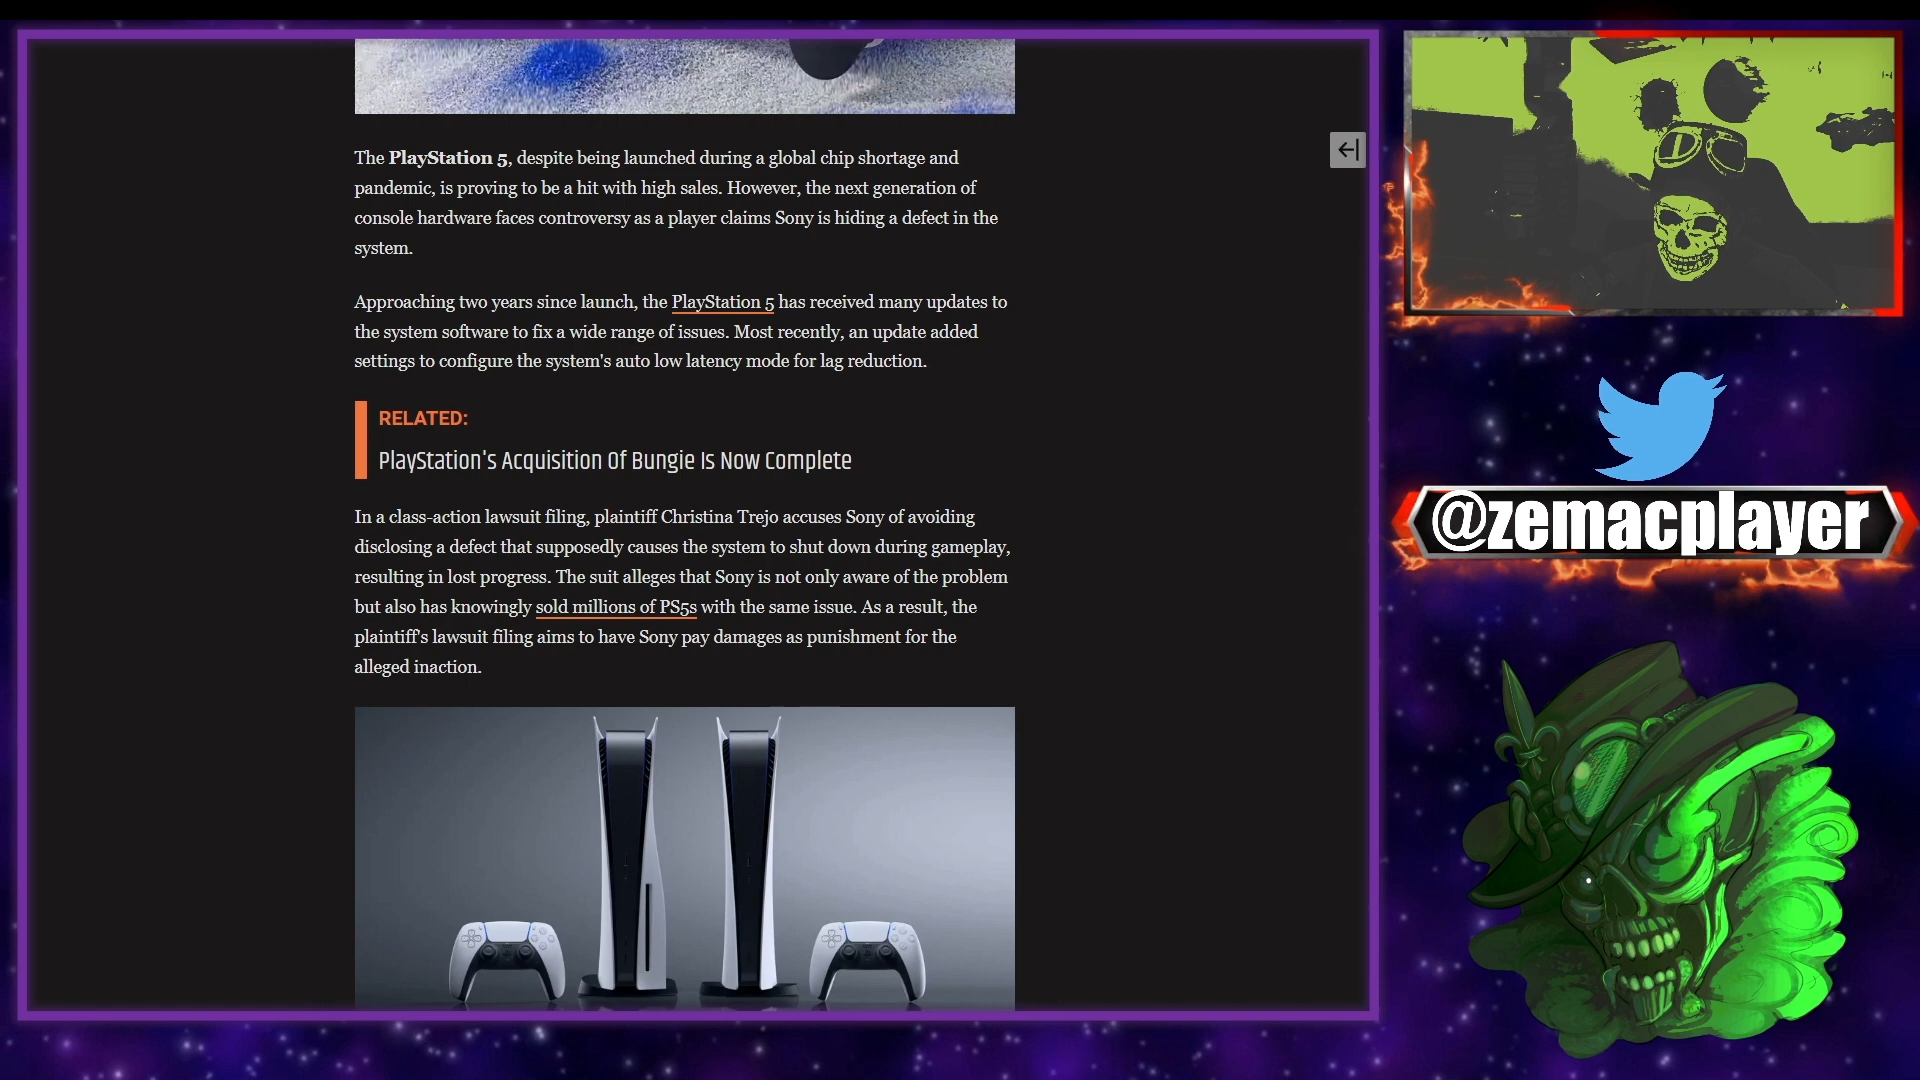 The PlayStation 5, despite being launched during a global chip shortage and
pandemic, is proving to be a hit with high sales. However, the next generation of
console hardware faces controversy as a player claims Sony is hiding a defect in the
system.
Approaching two years since launch, the PlayStation 5 has received many updates to
the system software to fix a wide range of issues. Most recently, an update added
settings to configure the system's auto low latency mode for lag reduction.
RELATED:
PlayStation's Acquisition Of Bungie Is Now Complete
In a class-action lawsuit filing, plaintiff Christina Trejo accuses Sony of avoiding
disclosing a defect that supposedly causes the system to shut down during gameplay,
resulting in lost progress. The suit alleges that Sony is not only aware of the problem
but also has knowingly sold millions of PS5s with the same issue. As a result, the
plaintiff's lawsuit filing aims to have Sony pay damages as punishment for the
alleged inaction.
@zemacplayer